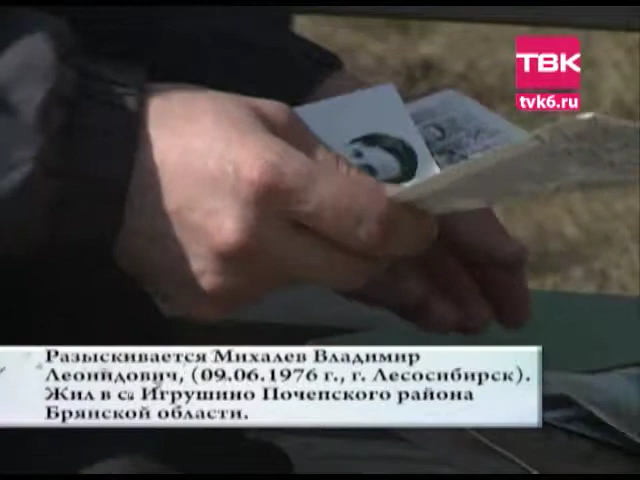 ТВК
tvk6.ru
Разыскивается Михалев Владимир
Леонидович, (09.06.1976 г., г. Лесосибирск).
Жил в с. Игрушино Почепского района
Брянской области.